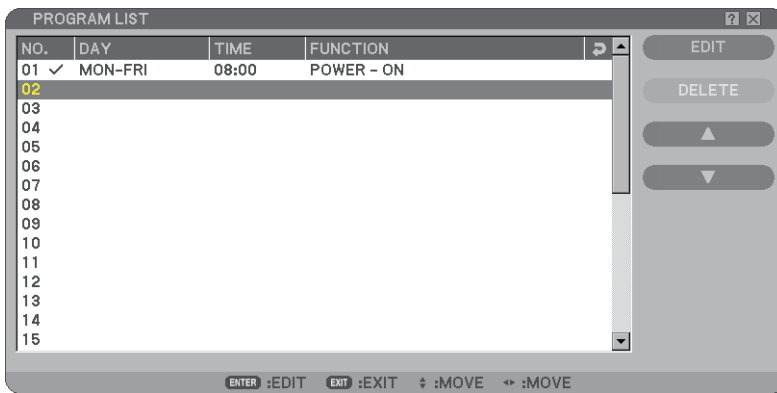 PROGRAM LIST
NO. DAY TIME FUNCTION
01 ✓ MON–FRI 08:00 POWER – ON
02
03
04
05
06
07
08
09
10
11
12
13
14
15
EDIT
DELETE
ENTER :EDIT EXIT :EXIT :MOVE :MOVE